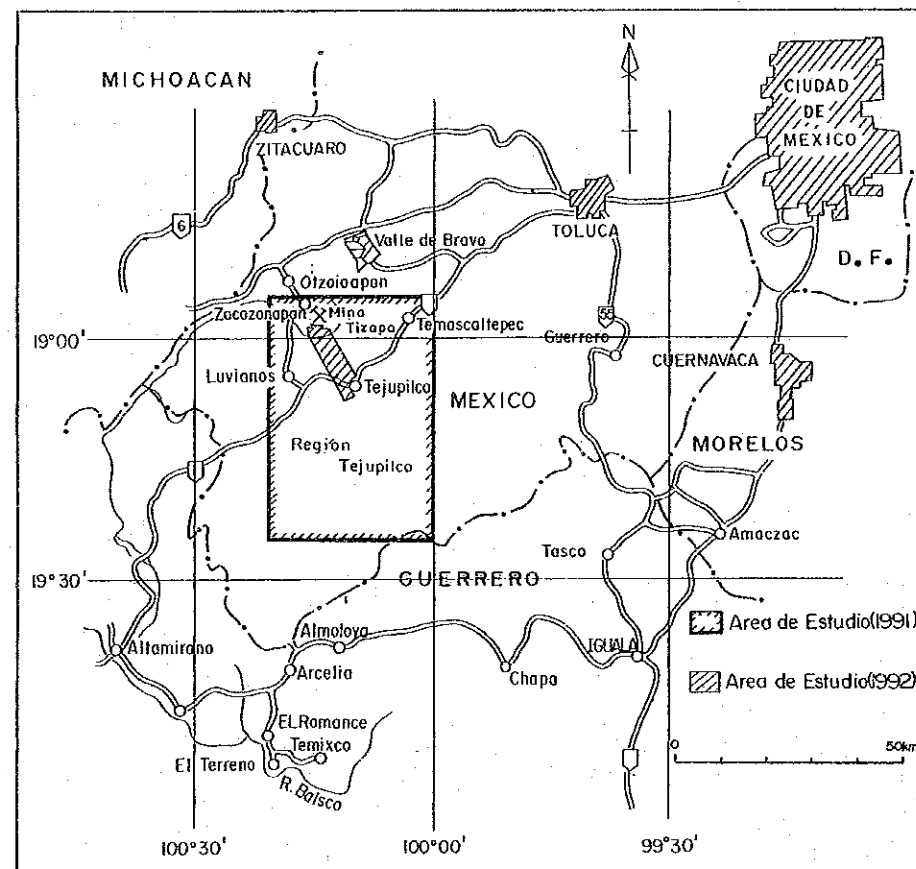 N
MICHOACAN
CIUDAD
DE
MEXICO
ZITACUARO
6
TOLUCA
Valle de Bravo
D. F.
Otzoloapan
Zacazonapan
Mina
Tizapa
Temascaltepec
55
Guerrero
19°00'
CUERNAVACA
Luvianos
Tejupilco
MEXICO
MORELOS
Region
Tejupilco
Amaczac
Tasco
19°30'
GUERRERO
Area de Estudio(1991)
Almoloya
IGUALA
Altamirano
Arcelia
Chapa
Area de Estudio(1992)
EL Romance
Temixco
0
50km
El Terreno
R. Balsco
100°30'
100°00'
99°30'